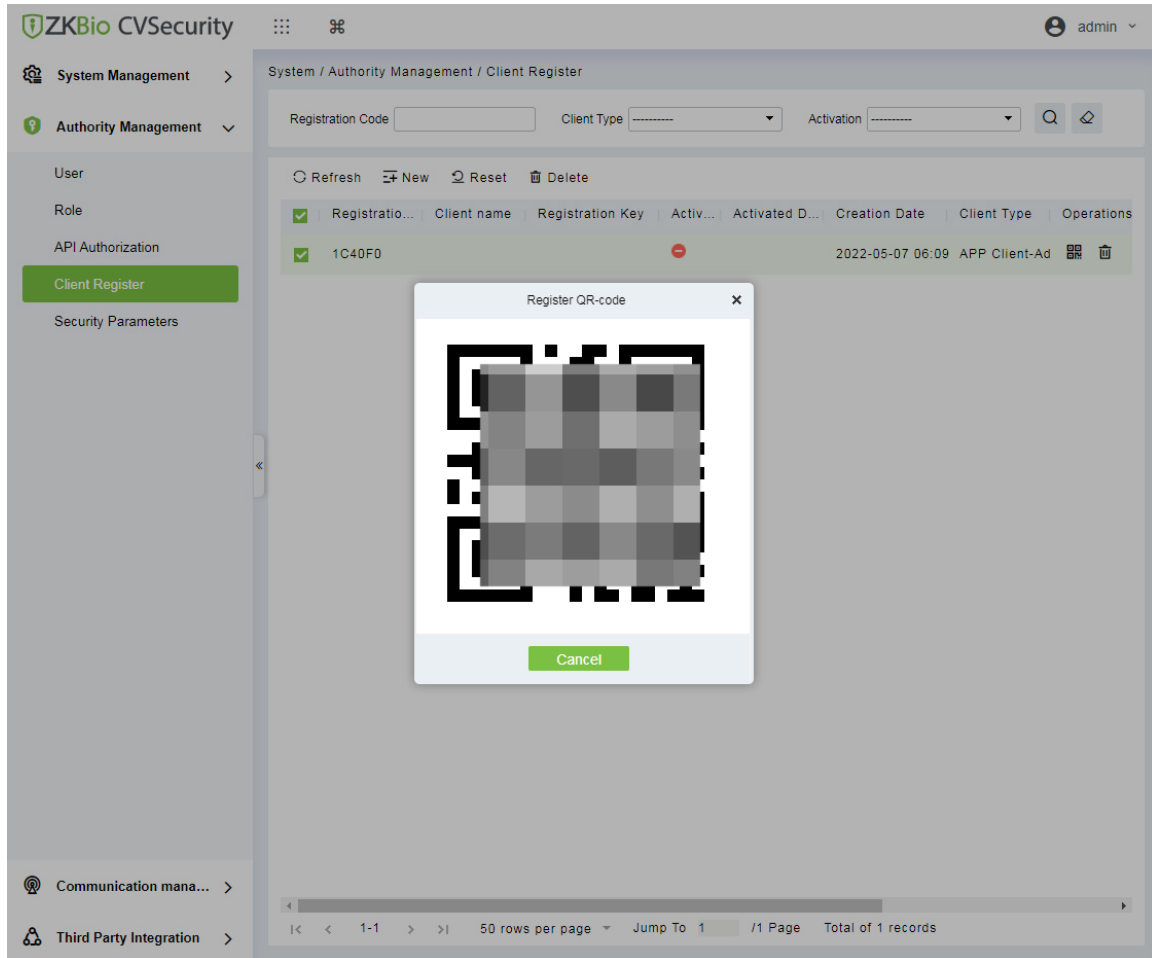 ZKBio CVSecurity
admin
System Management
Authority Management
User
Role
API Authorization
Client Register
Security Parameters
Communication mana...
Third Party Integration
System / Authority Management / Client Register
Registration Code Client Type ---------- Activation ----------
Refresh New Reset Delete
Registratio... Client name Registration Key Activ... Activated D... Creation Date Client Type Operations
1C40F0 2022-05-07 06:09 APP Client-Ad
Register QR-code
Cancel
1-1 50 rows per page Jump To 1 /1 Page Total of 1 records